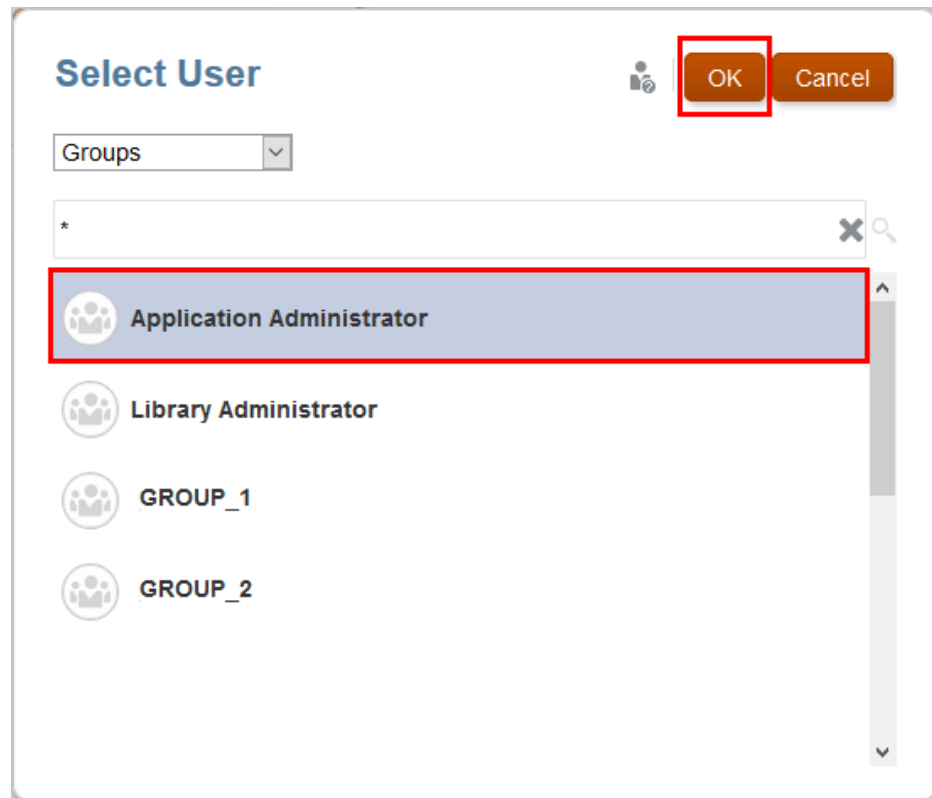 Select User
OK
Cancel
Groups
*
Application Administrator
Library Administrator
GROUP_1
GROUP_2